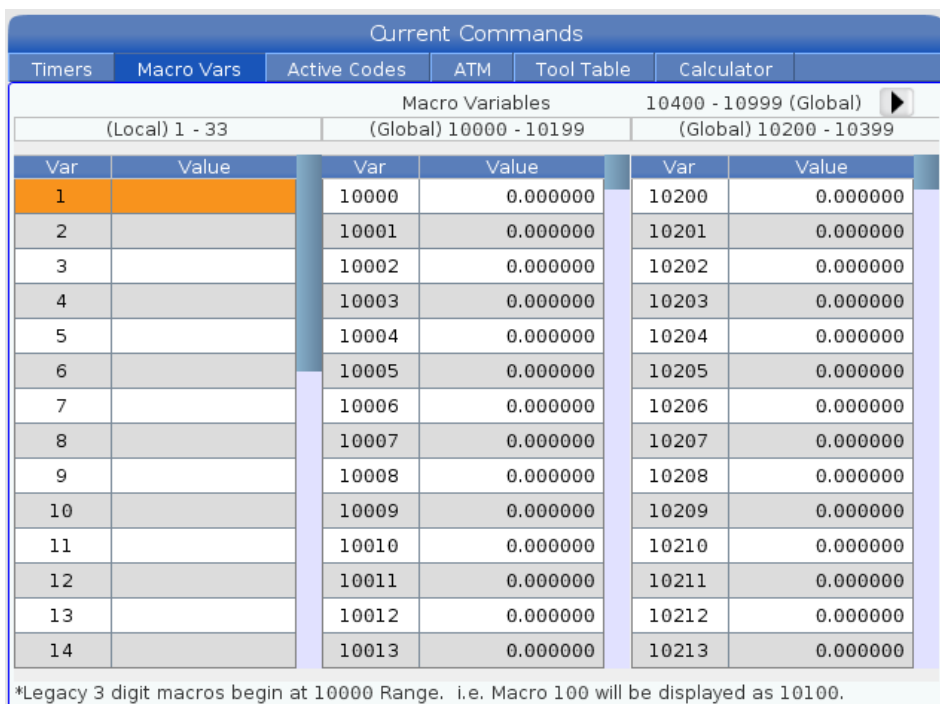 Current Commands
Timers Macro Vars Active Codes ATM Tool Table Calculator
Macro Variables 10400 - 10999 (Global)
(Local) 1 - 33 (Global) 10000 - 10199 (Global) 10200 - 10399
Var Value Var Value Var Value
1 10000 0.000000 10200 0.000000
2 10001 0.000000 10201 0.000000
3 10002 0.000000 10202 0.000000
4 10003 0.000000 10203 0.000000
5 10004 0.000000 10204 0.000000
6 10005 0.000000 10205 0.000000
7 10006 0.000000 10206 0.000000
8 10007 0.000000 10207 0.000000
9 10008 0.000000 10208 0.000000
10 10009 0.000000 10209 0.000000
11 10010 0.000000 10210 0.000000
12 10011 0.000000 10211 0.000000
13 10012 0.000000 10212 0.000000
14 10013 0.000000 10213 0.000000
*Legacy 3 digit macros begin at 10000 Range. i.e. Macro 100 will be displayed as 10100.